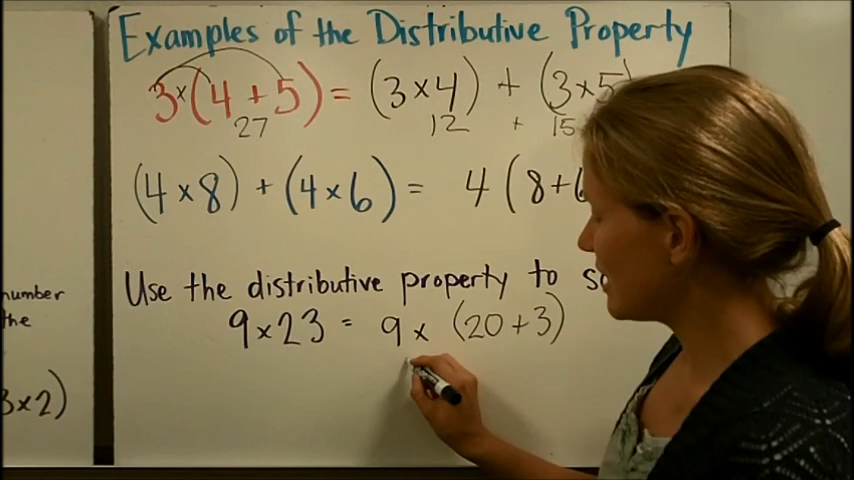 Examples of the Distributive Property
3×(4+5) = (3×4) + (3×5)
27 12 + 15
(4×8) + (4×6) = 4(8+6
Use the distributive property to
number
the
9×23 = 9× (20+3)
3×2)